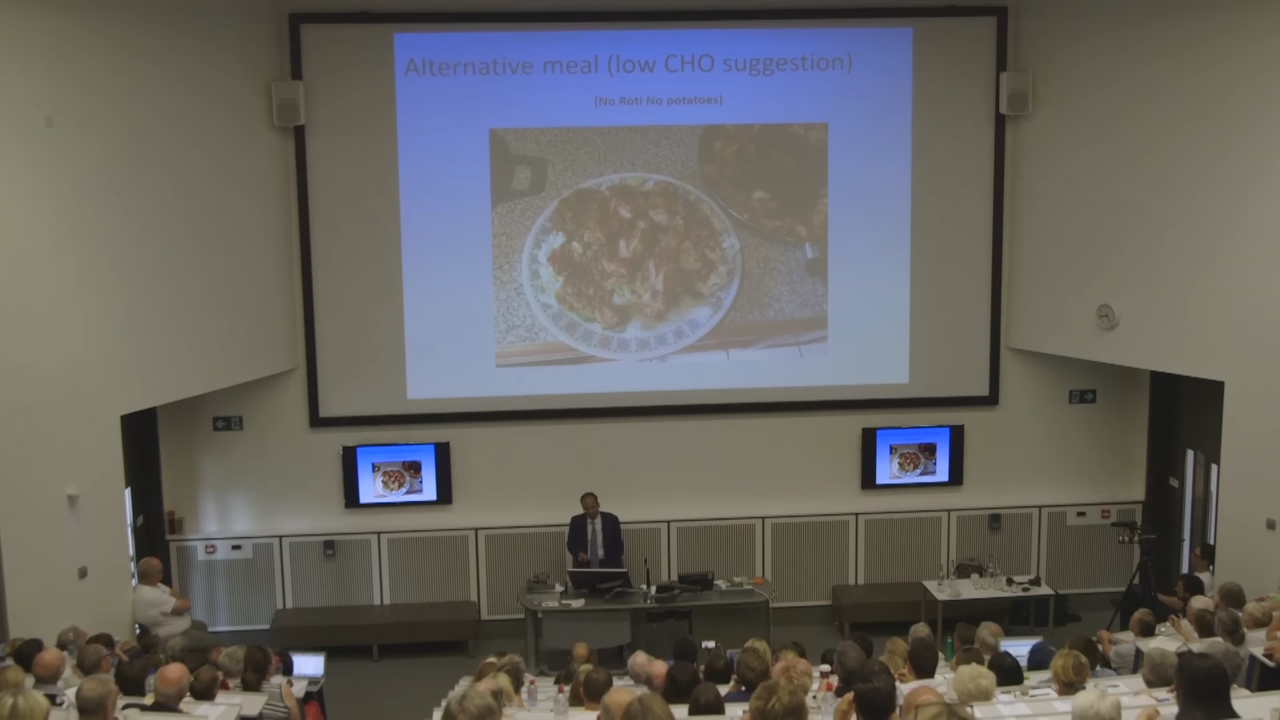 Alternative meal (low CHO suggestion)
(No Roti No potatoes)